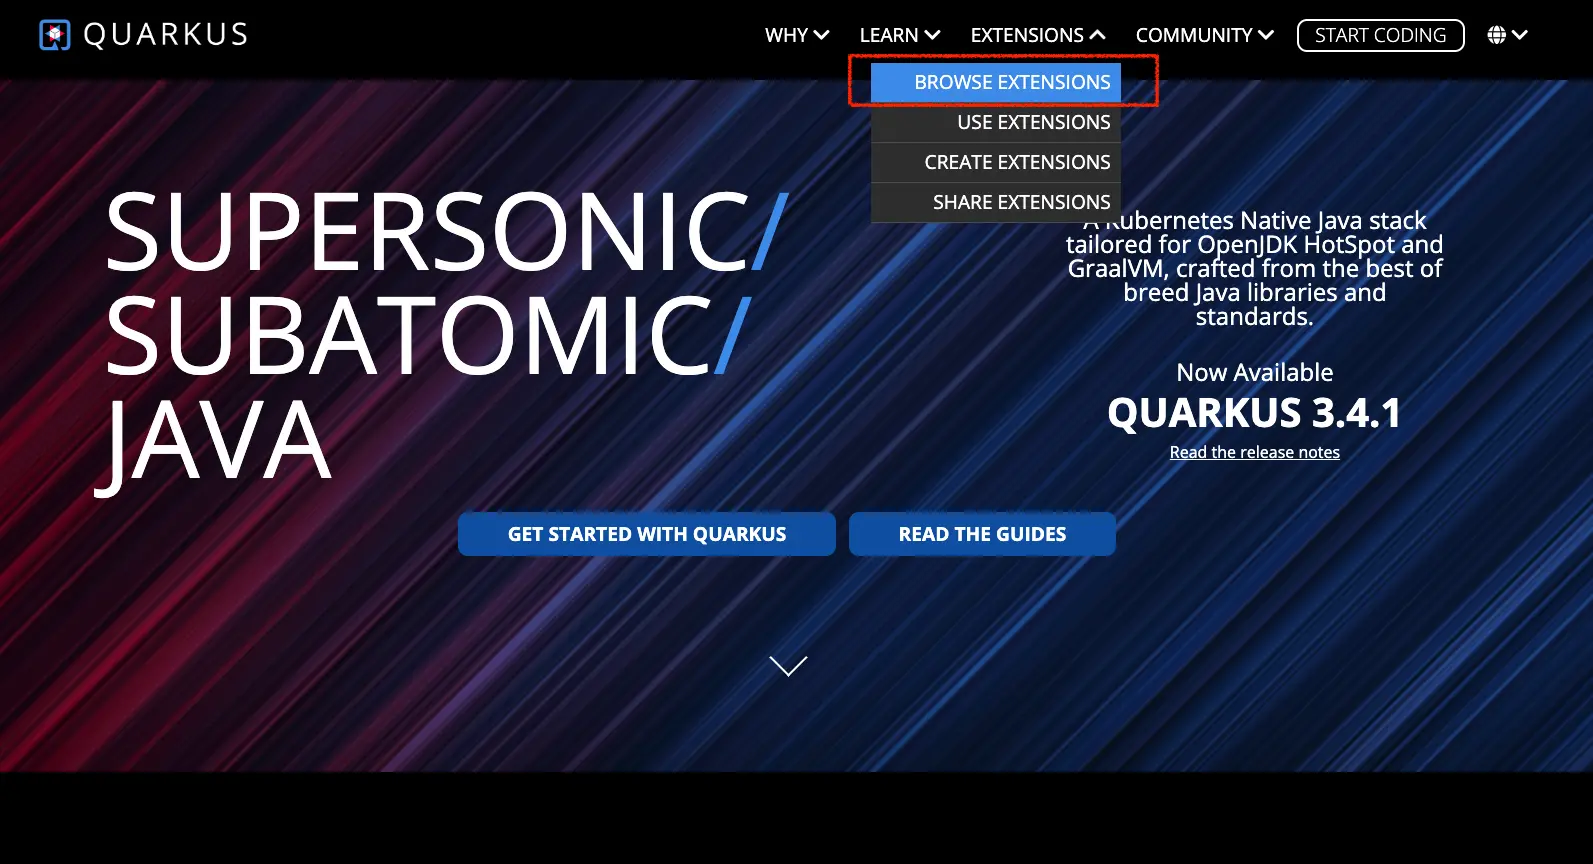 QUARKUS
WHY
LEARN
EXTENSIONS
COMMUNITY
START CODING
BROWSE EXTENSIONS
USE EXTENSIONS
CREATE EXTENSIONS
SHARE EXTENSIONS
SUPERSONIC/
SUBATOMIC/
JAVA
A Kubernetes Native Java stack
tailored for OpenJDK HotSpot and
GraalVM, crafted from the best of
breed Java libraries and
standards.
Now Available
QUARKUS 3.4.1
Read the release notes
GET STARTED WITH QUARKUS
READ THE GUIDES